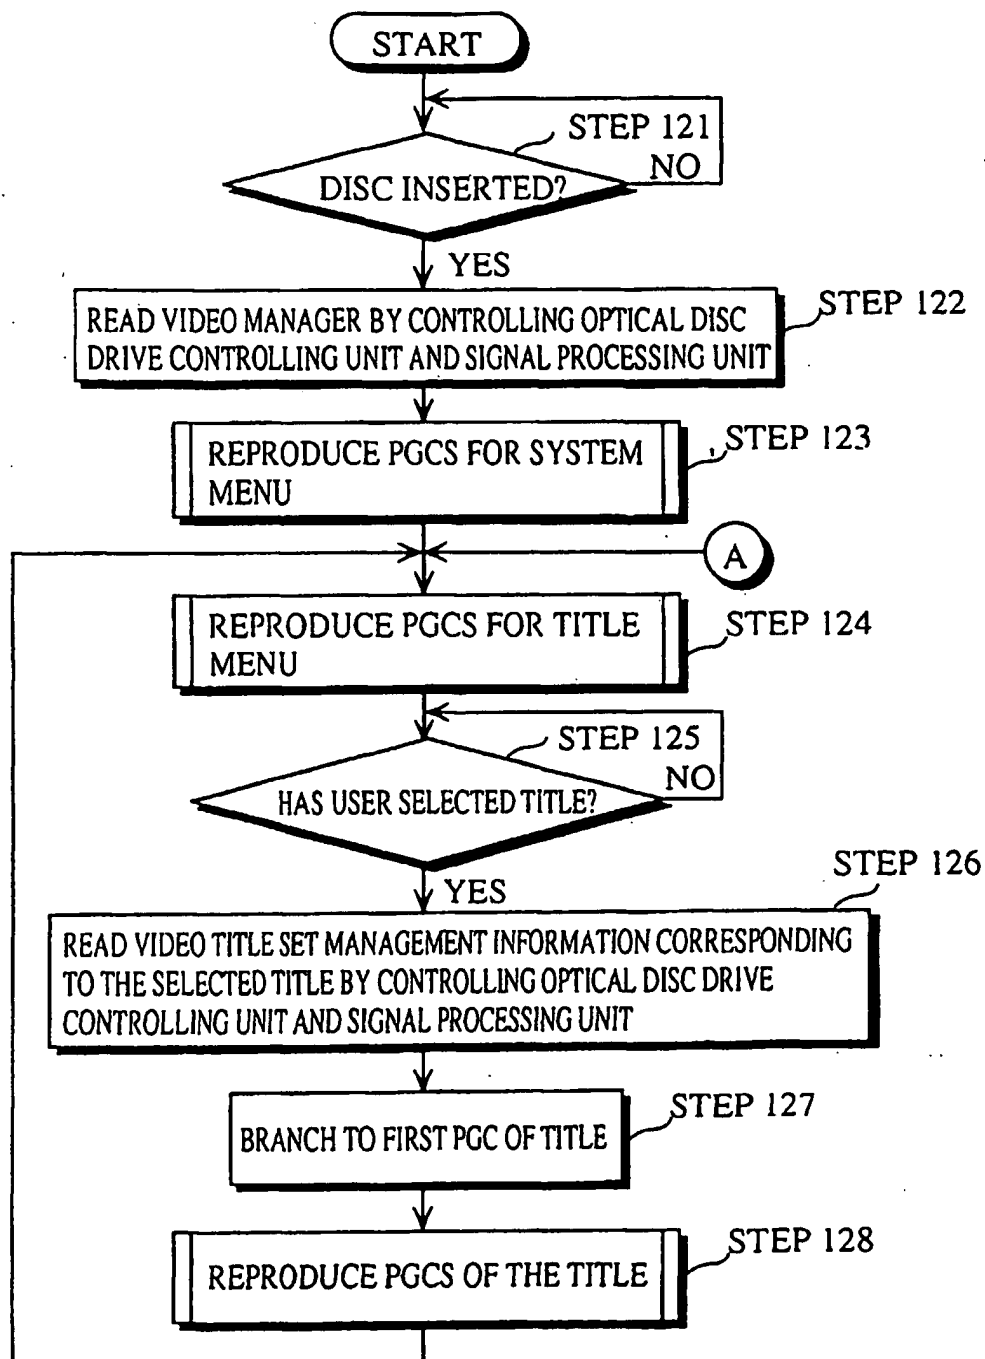 START
STEP 121
NO
DISC INSERTED?
YES
STEP 122
READ VIDEO MANAGER BY CONTROLLING OPTICAL DISC
DRIVE CONTROLLING UNIT AND SIGNAL PROCESSING UNIT
STEP 123
REPRODUCE PGCS FOR SYSTEM
MENU
A
STEP 124
REPRODUCE PGCS FOR TITLE
MENU
STEP 125
NO
HAS USER SELECTED TITLE?
YES
STEP 126
READ VIDEO TITLE SET MANAGEMENT INFORMATION CORRESPONDING
TO THE SELECTED TITLE BY CONTROLLING OPTICAL DISC DRIVE
CONTROLLING UNIT AND SIGNAL PROCESSING UNIT
STEP 127
BRANCH TO FIRST PGC OF TITLE
STEP 128
REPRODUCE PGCS OF THE TITLE